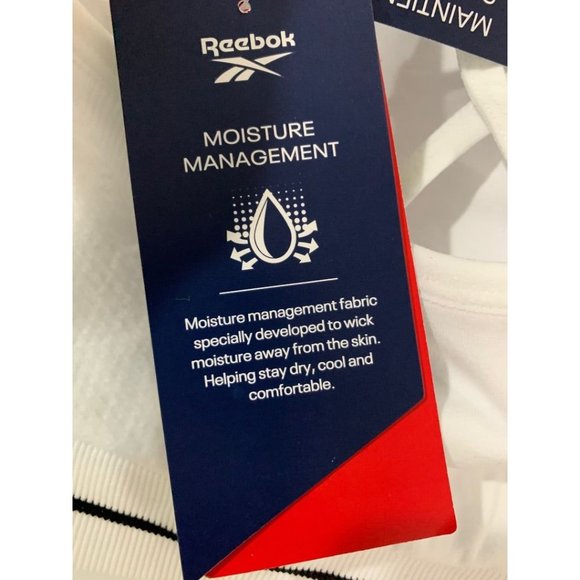 Reebok
MOISTURE
MANAGEMENT
Moisture management fabric
specially developed to wick
moisture away from the skin.
Helping stay dry, cool and
comfortable.